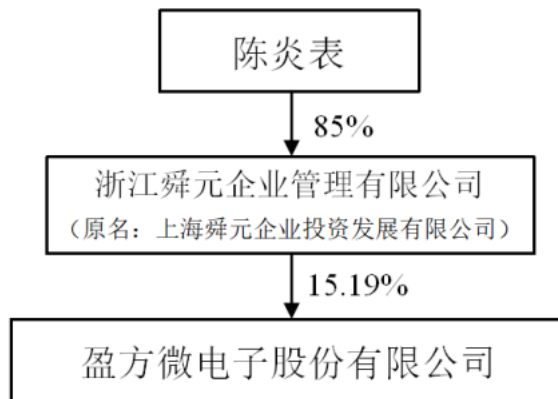 陈炎表
85%
浙江舜元企业管理有限公司
（原名：上海舜元企业投资发展有限公司）
15.19%
盈方微电子股份有限公司